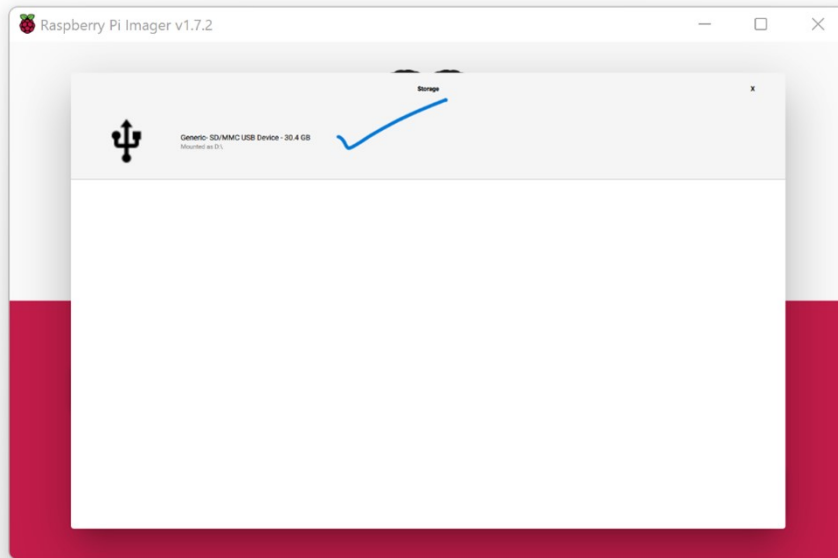 Raspberry Pi Imager v1.7.2
Storage
X
Generic- SD/MMC USB Device - 30.4 GB
Mounted as D:\